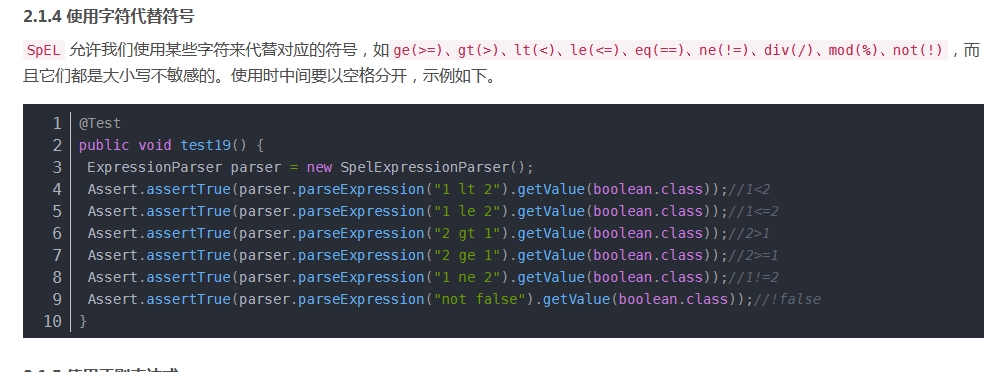 2.1.4 使用字符代替符号
SpEL 允许我们使用某些字符来代替对应的符号，如 ge(>=)、gt(>)、lt(<)、le(<=)、eq(==)、ne(!=)、div(/)、mod(%)、not(!) ，而
且它们都是大小写不敏感的。使用时中间要以空格分开，示例如下。
1 @Test
2 public void test19() {
3  ExpressionParser parser = new SpelExpressionParser();
4  Assert.assertTrue(parser.parseExpression("1 lt 2").getValue(boolean.class));//1<2
5  Assert.assertTrue(parser.parseExpression("1 le 2").getValue(boolean.class));//1<=2
6  Assert.assertTrue(parser.parseExpression("2 gt 1").getValue(boolean.class));//2>1
7  Assert.assertTrue(parser.parseExpression("2 ge 1").getValue(boolean.class));//2>=1
8  Assert.assertTrue(parser.parseExpression("1 ne 2").getValue(boolean.class));//1!=2
9  Assert.assertTrue(parser.parseExpression("not false").getValue(boolean.class));//!false
10 }